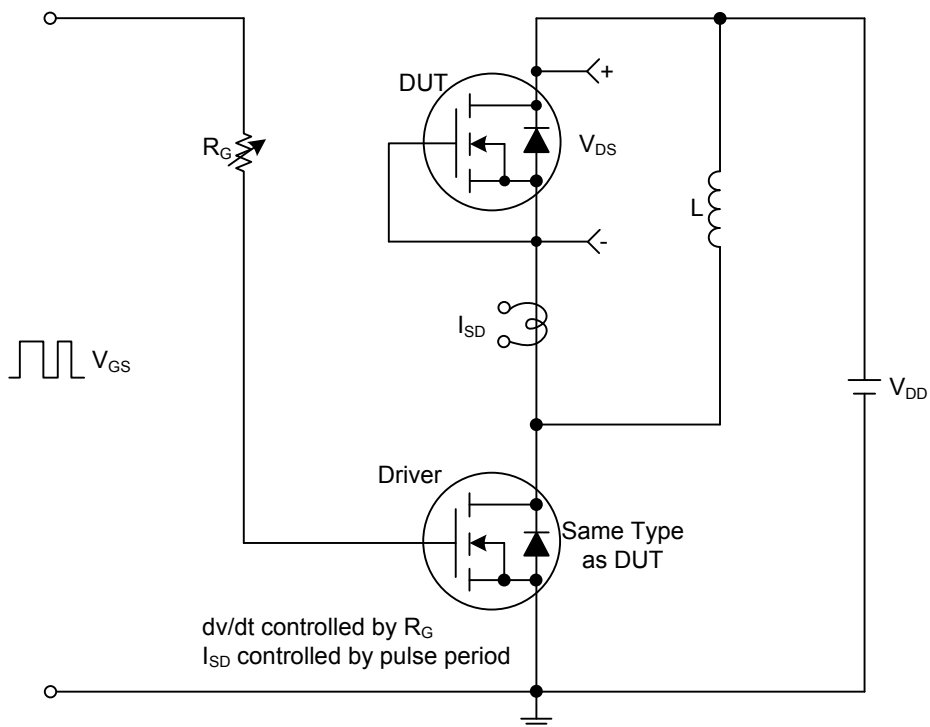 DUT
+
R_G
V_DS
L
-
I_SD
V_GS
V_DD
Driver
Same Type
as DUT
dv/dt controlled by R_G
I_SD controlled by pulse period